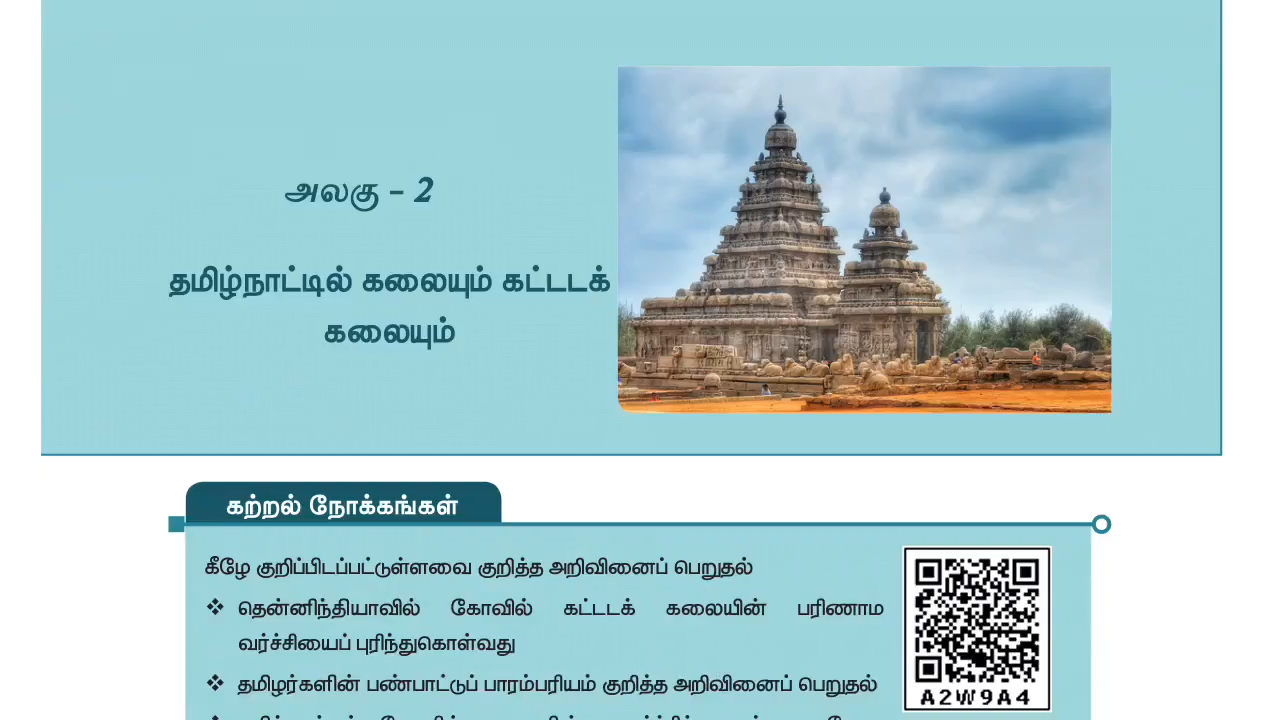 அலகு – 2
தமிழ்நாட்டில் கலையும் கட்டடக்
கலையும்
கற்றல் நோக்கங்கள்
கீழே குறிப்பிடப்பட்டுள்ளவை குறித்த அறிவினைப் பெறுதல்
❖ தென்னிந்தியாவில் கோவில் கட்டடக் கலையின் பரிணாம
வர்ச்சியைப் புரிந்துகொள்வது
❖ தமிழர்களின் பண்பாட்டுப் பாரம்பரியம் குறித்த அறிவினைப் பெறுதல்
A2W9A4